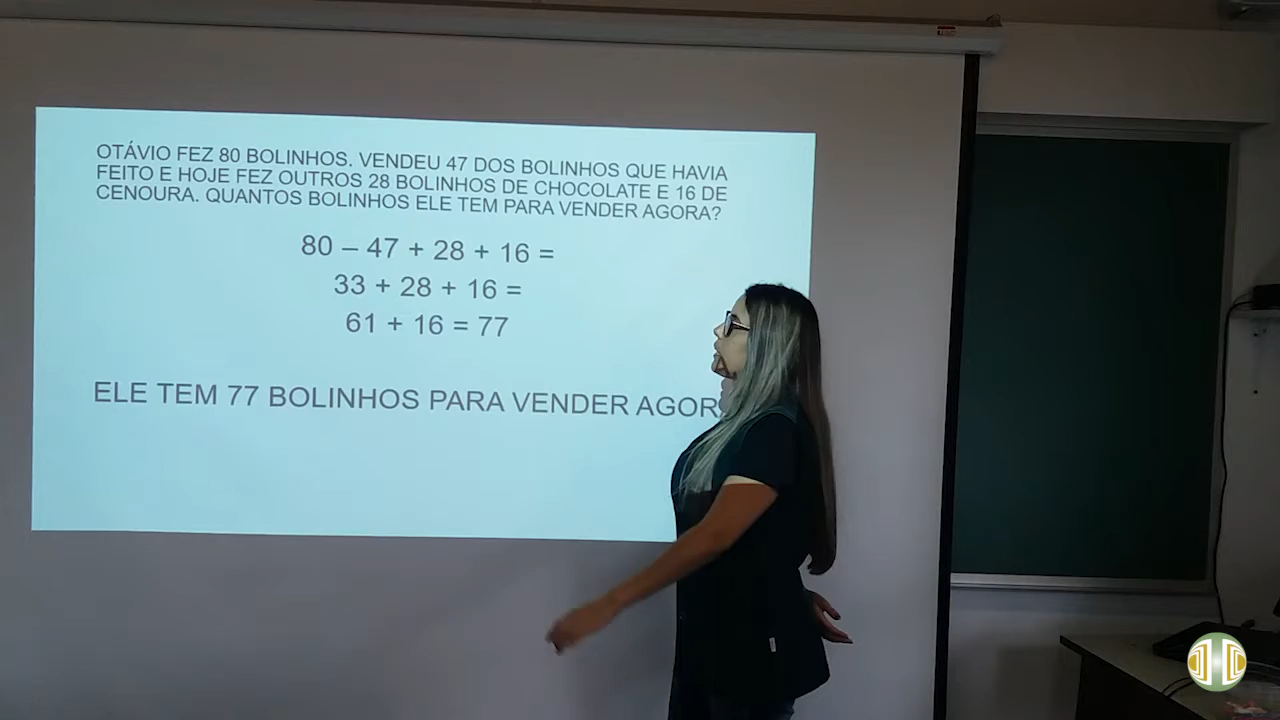 OTÁVIO FEZ 80 BOLINHOS. VENDEU 47 DOS BOLINHOS QUE HAVIA
FEITO E HOJE FEZ OUTROS 28 BOLINHOS DE CHOCOLATE E 16 DE
CENOURA. QUANTOS BOLINHOS ELE TEM PARA VENDER AGORA?
80 – 47 + 28 + 16 =
33 + 28 + 16 =
61 + 16 = 77
ELE TEM 77 BOLINHOS PARA VENDER AGOR